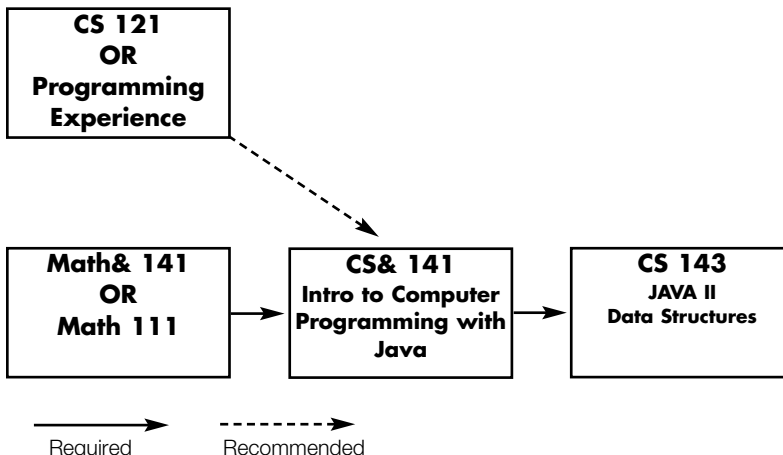 CS 121
OR
Programming
Experience
Math& 141
OR
Math 111
CS& 141
Intro to Computer
Programming with
Java
CS 143
JAVA II
Data Structures
Required
Recommended